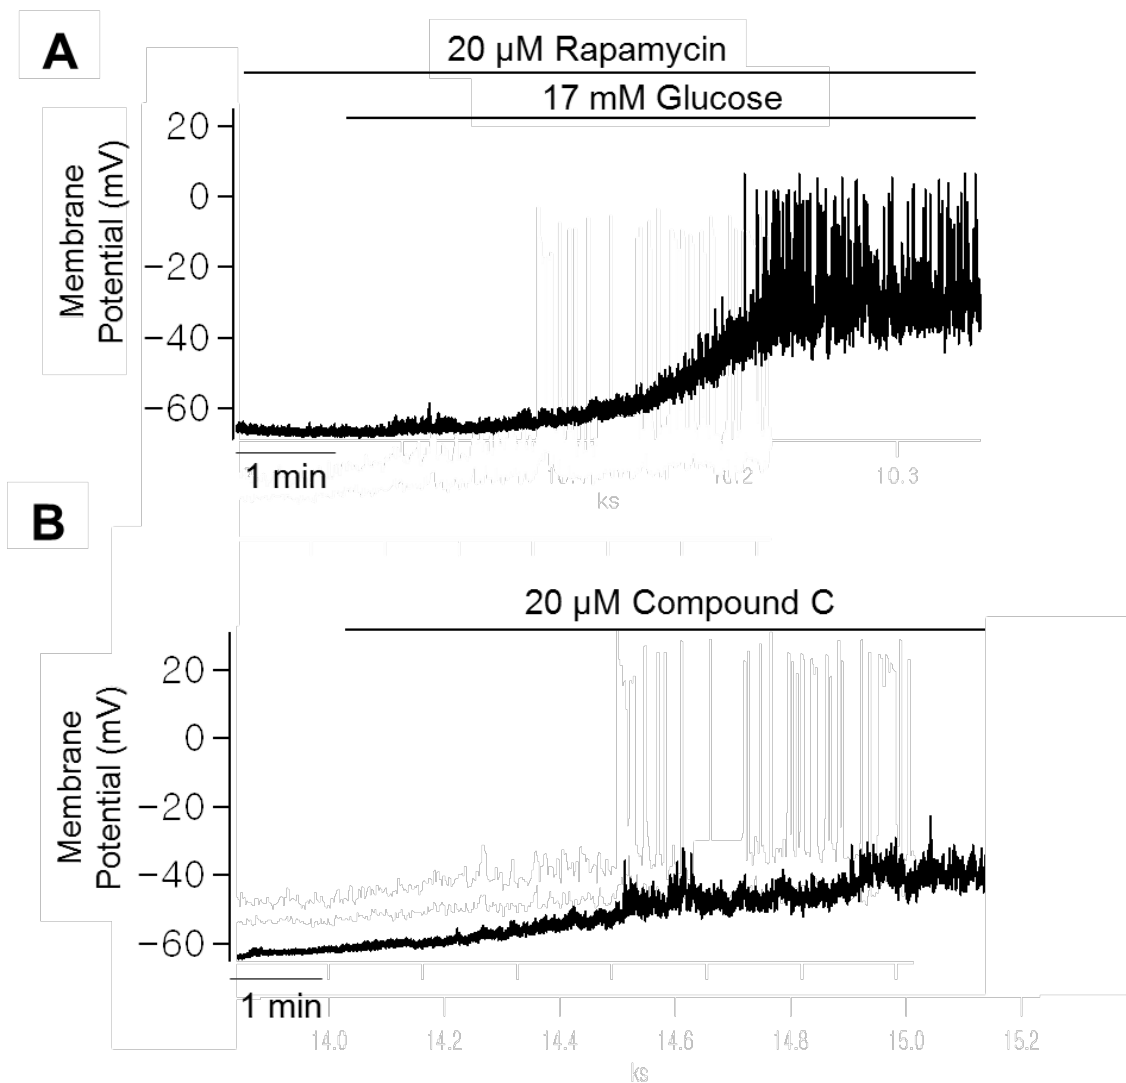 A
20 µM Rapamycin
17 mM Glucose
Membrane
Potential (mV)
20
0
−20
−40
−60
1 min
10.2
10.3
ks
B
20 µM Compound C
Membrane
Potential (mV)
20
0
−20
−40
−60
1 min
14.0
14.2
14.4
14.6
14.8
15.0
15.2
ks